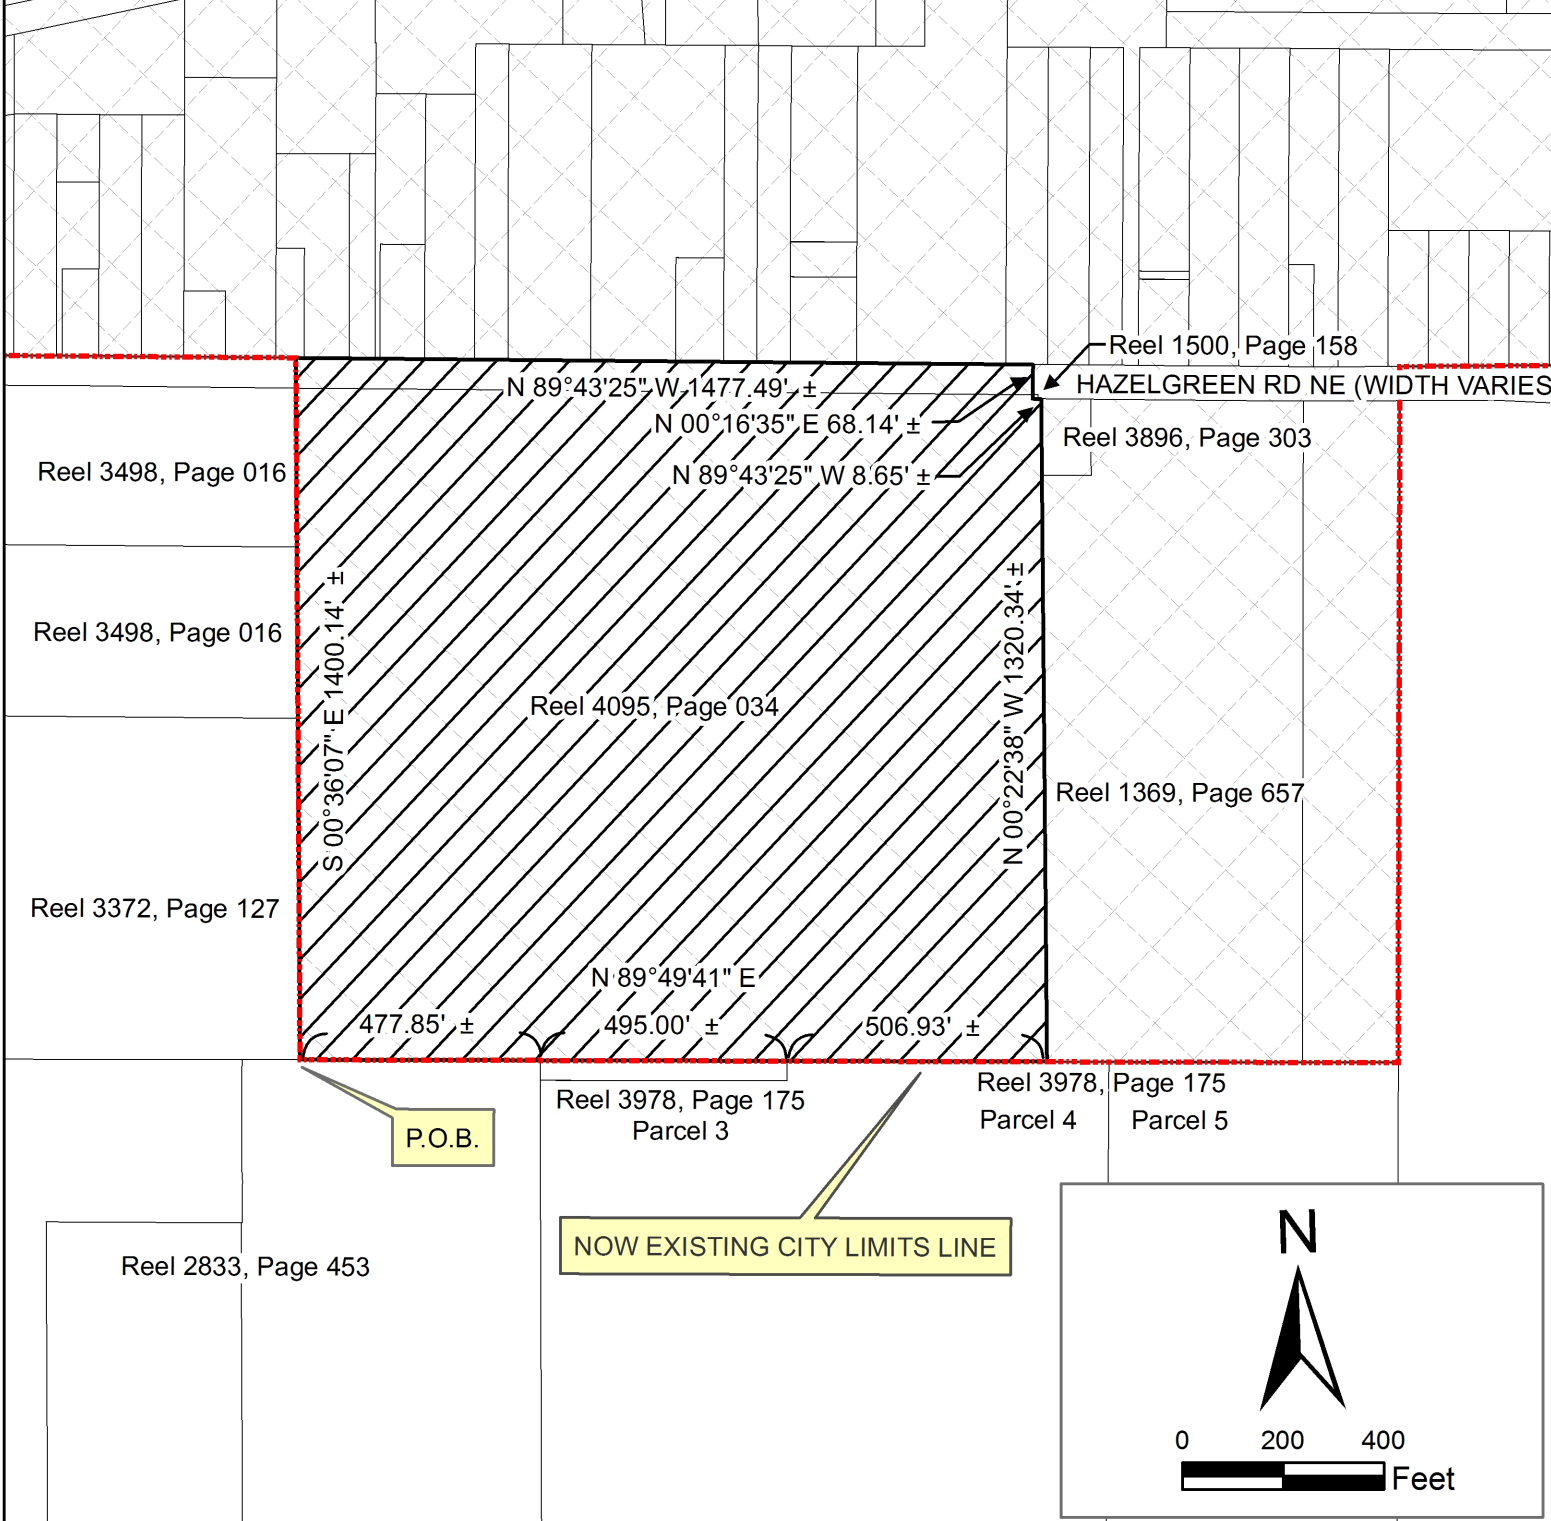 Reel 1500, Page 158
HAZELGREEN RD NE (WIDTH VARIES
N 89°43'25" W 1477.49' ±
N 00°16'35" E 68.14' ±
Reel 3896, Page 303
Reel 3498, Page 016
N 89°43'25" W 8.65' ±
S 00°36'07" E 1400.14' ±
N 00°22'38" W 1320.34' ±
Reel 3498, Page 016
Reel 4095, Page 034
Reel 1369, Page 657
Reel 3372, Page 127
N 89°49'41" E
477.85' ±
495.00' ±
506.93' ±
Reel 3978, Page 175
Parcel 3
Reel 3978, Page 175
Parcel 4
Parcel 5
P.O.B.
NOW EXISTING CITY LIMITS LINE
Reel 2833, Page 453
N
0 200 400
Feet